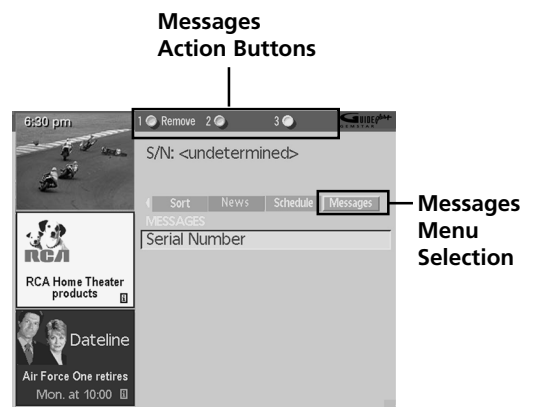 Messages
Action Buttons
6:30 pm
1 Remove 2 3
GUIDE plus+
GEMSTAR
S/N: <undetermined>
Sort News Schedule Messages
MESSAGES
Serial Number
RCA
RCA Home Theater
products i
Dateline
Air Force One retires
Mon. at 10:00 i
Messages
Menu
Selection